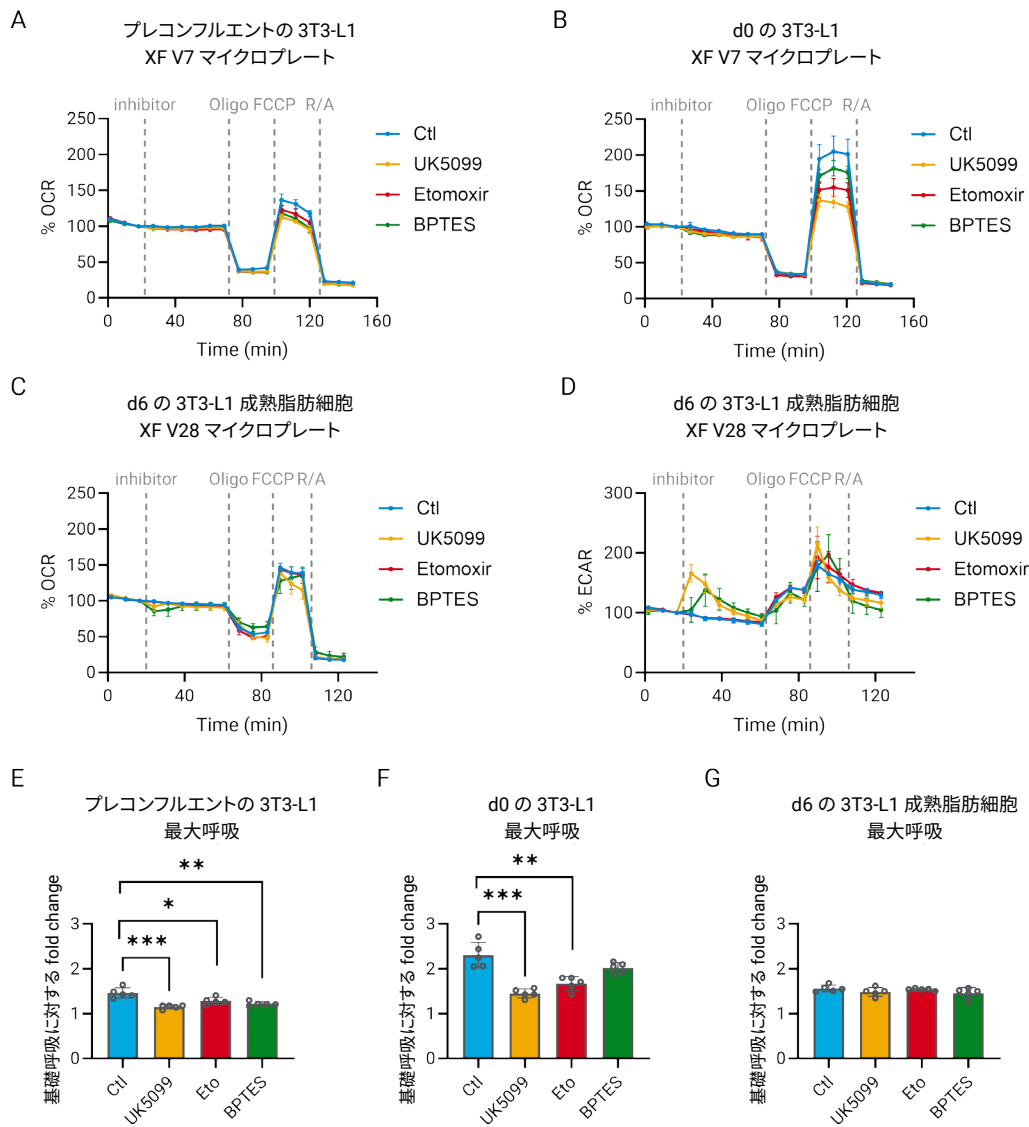 A
プレコンフルエントの 3T3-L1
XF V7 マイクロプレート
inhibitor
Oligo
FCCP
R/A
250
200
150
100
50
0
% OCR
0
40
80
120
160
Time (min)
Ctl
UK5099
Etomoxir
BPTES
B
d0 の 3T3-L1
XF V7 マイクロプレート
inhibitor
Oligo
FCCP
R/A
250
200
150
100
50
0
% OCR
0
40
80
120
160
Time (min)
Ctl
UK5099
Etomoxir
BPTES
C
d6 の 3T3-L1 成熟脂肪細胞
XF V28 マイクロプレート
inhibitor
Oligo
FCCP
R/A
250
200
150
100
50
0
% OCR
0
40
80
120
Time (min)
Ctl
UK5099
Etomoxir
BPTES
D
d6 の 3T3-L1 成熟脂肪細胞
XF V28 マイクロプレート
inhibitor
Oligo
FCCP
R/A
300
200
100
0
% ECAR
0
40
80
120
Time (min)
Ctl
UK5099
Etomoxir
BPTES
E
プレコンフルエントの 3T3-L1
最大呼吸
**
*
***
3
2
1
0
基礎呼吸に対する fold change
Ctl
UK5099
Eto
BPTES
F
d0 の 3T3-L1
最大呼吸
**
***
3
2
1
0
基礎呼吸に対する fold change
Ctl
UK5099
Eto
BPTES
G
d6 の 3T3-L1 成熟脂肪細胞
最大呼吸
3
2
1
0
基礎呼吸に対する fold change
Ctl
UK5099
Eto
BPTES